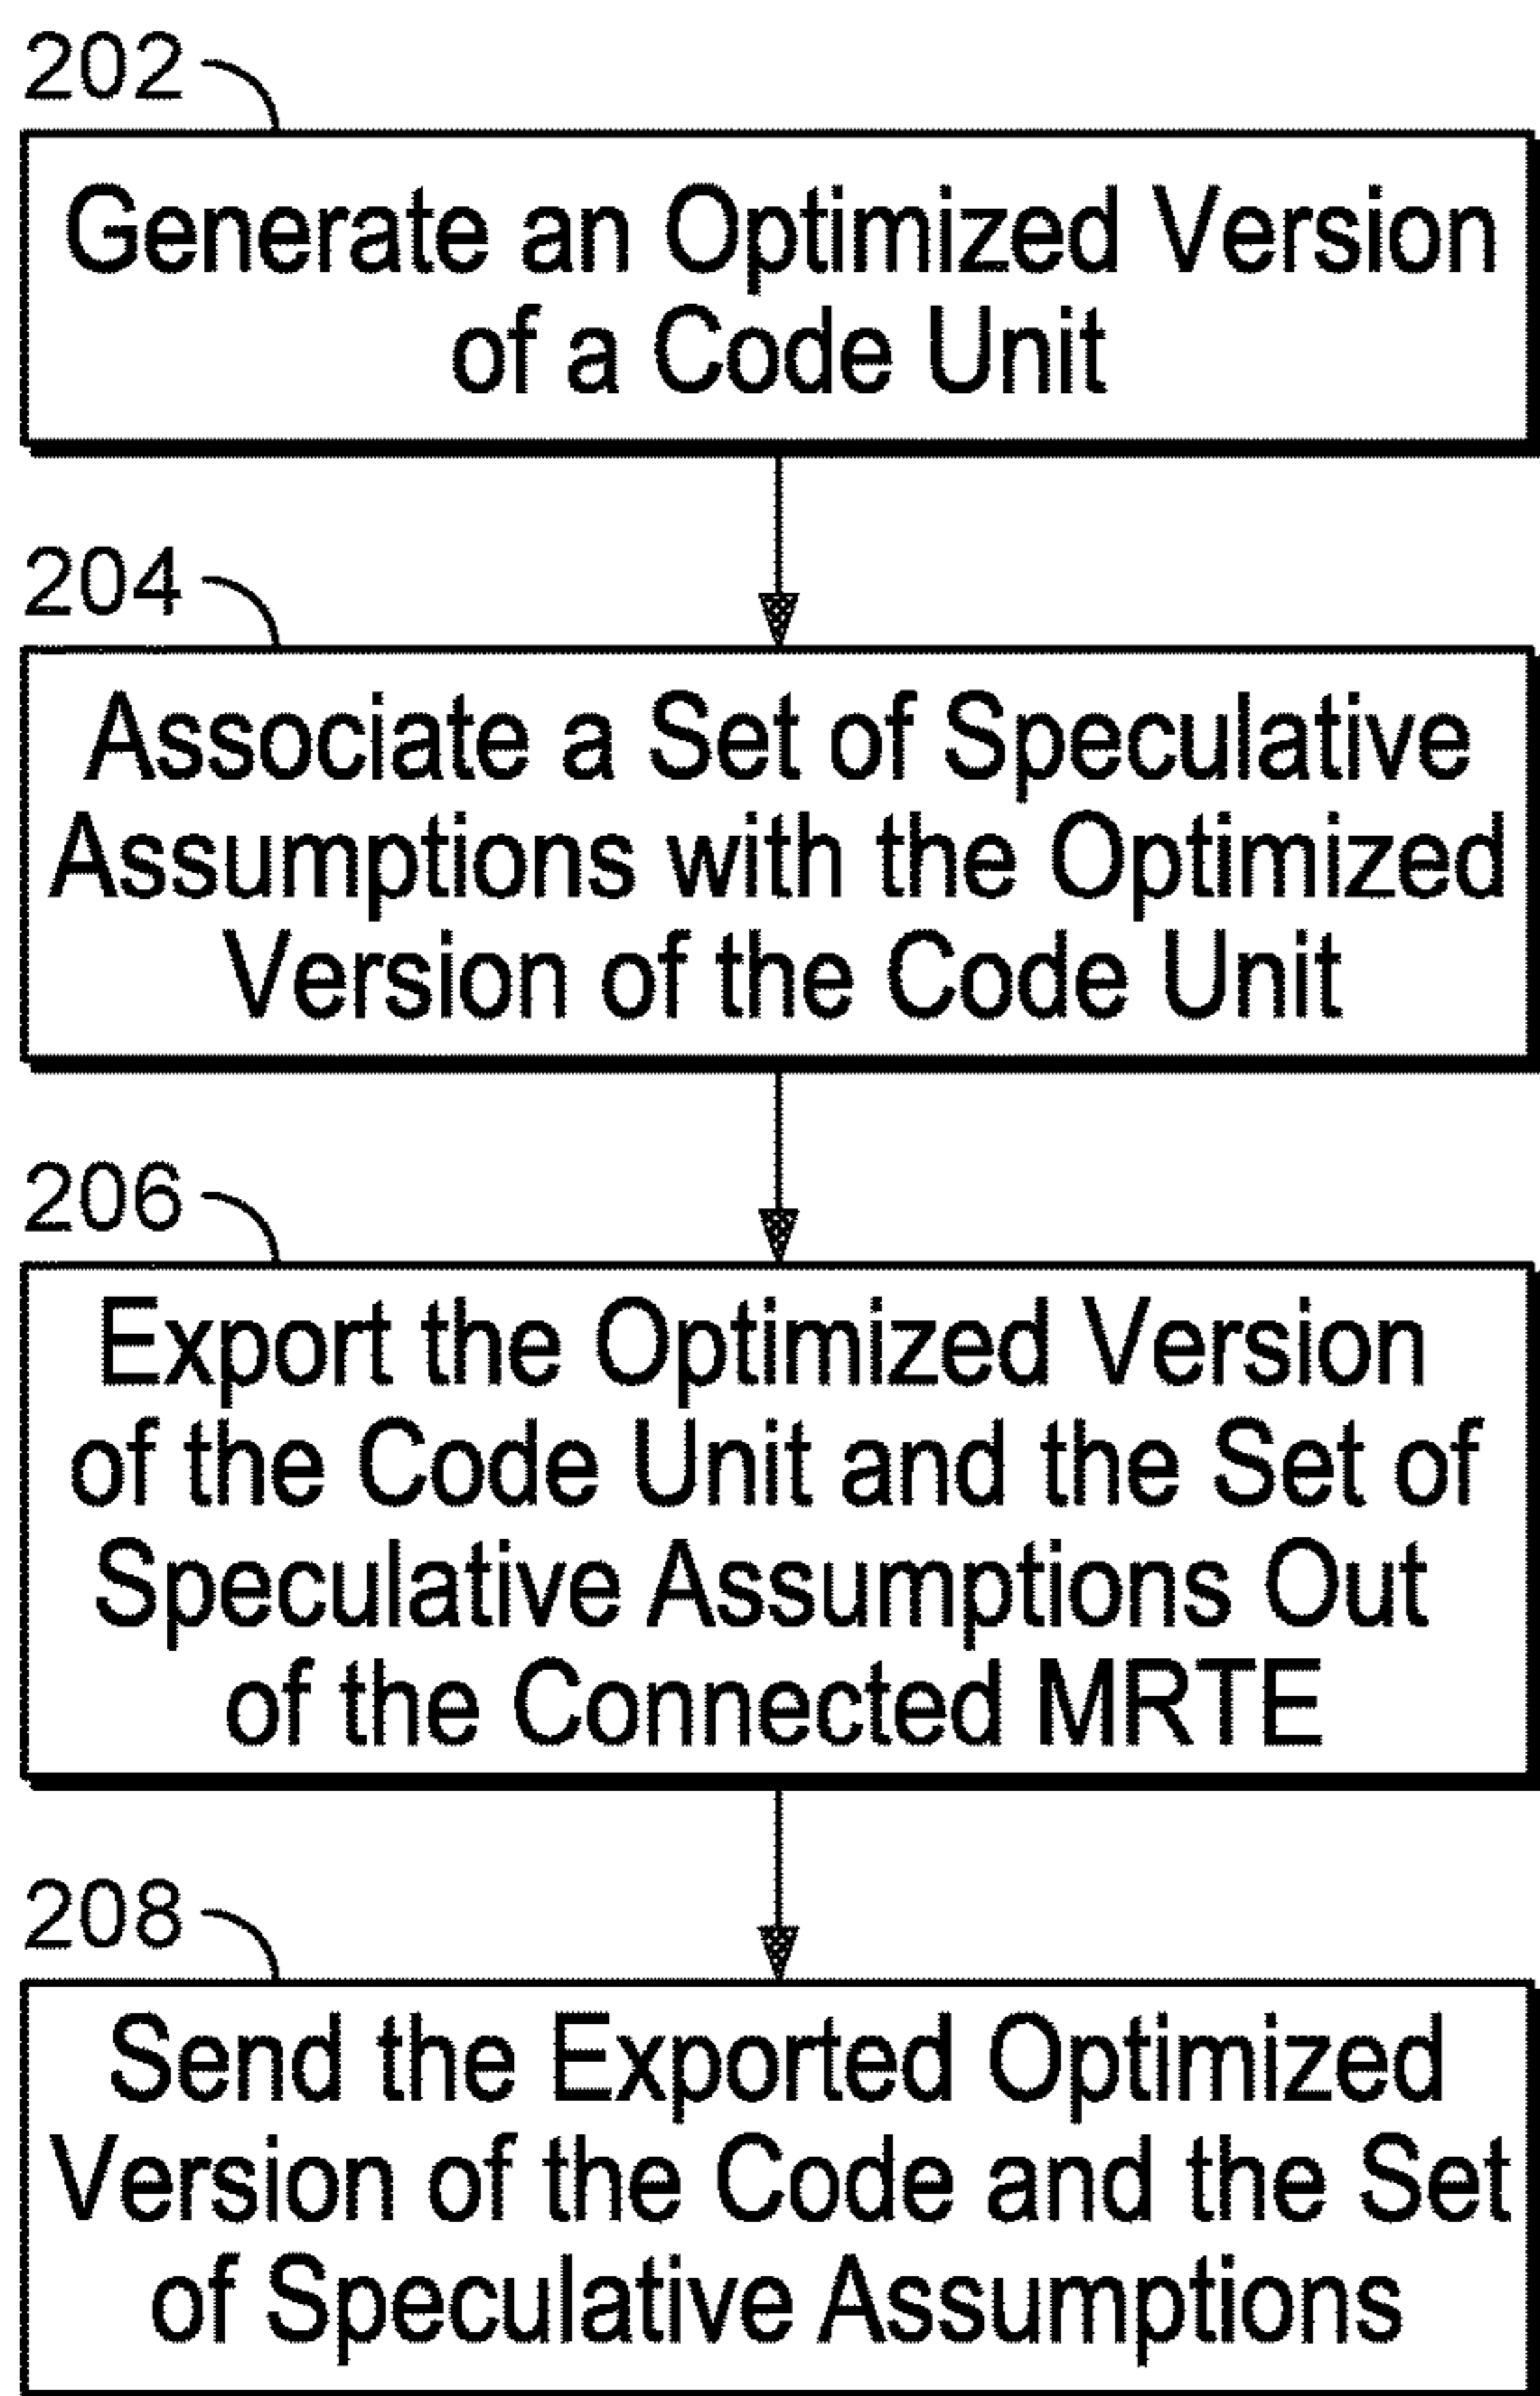 202
Generate an Optimized Version
of a Code Unit
204
Associate a Set of Speculative
Assumptions with the Optimized
Version of the Code Unit
206
Export the Optimized Version
of the Code Unit and the Set of
Speculative Assumptions Out
of the Connected MRTE
208
Send the Exported Optimized
Version of the Code and the Set
of Speculative Assumptions